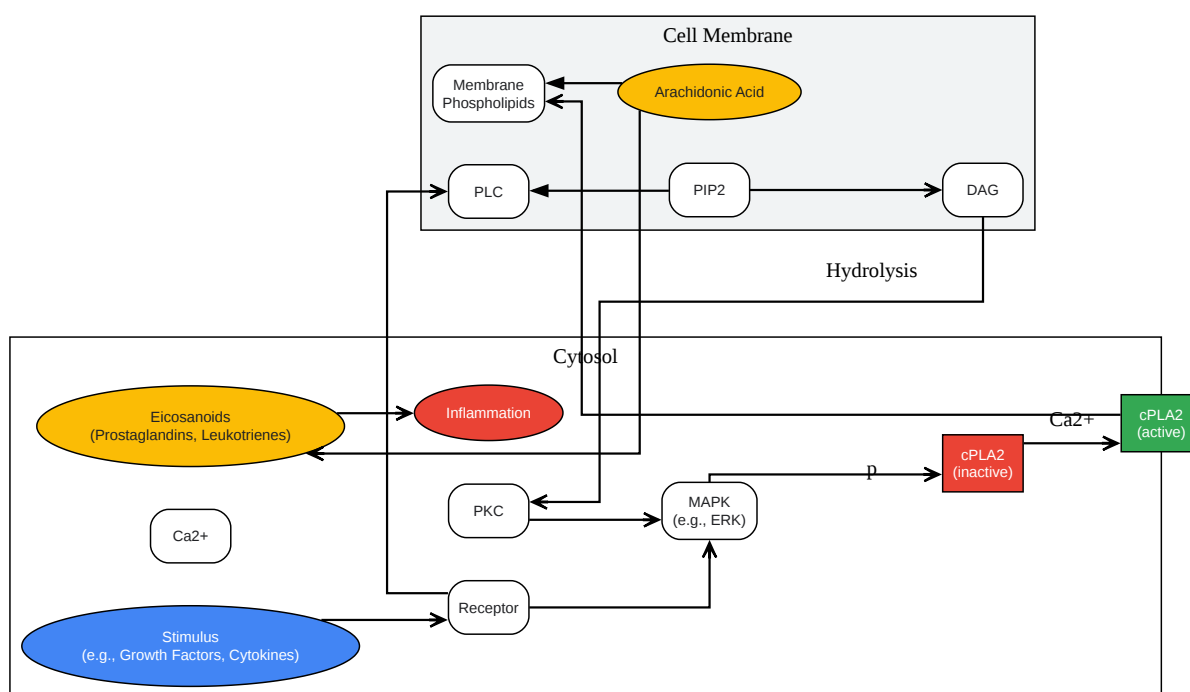 Cell Membrane
Membrane
Phospholipids
Arachidonic Acid
PLC
PIP2
DAG
Hydrolysis
Cytosol
Eicosanoids
(Prostaglandins, Leukotrienes)
Inflammation
Ca2+
cPLA2
(active)
cPLA2
(inactive)
p
PKC
MAPK
(e.g., ERK)
Ca2+
Receptor
Stimulus
(e.g., Growth Factors, Cytokines)